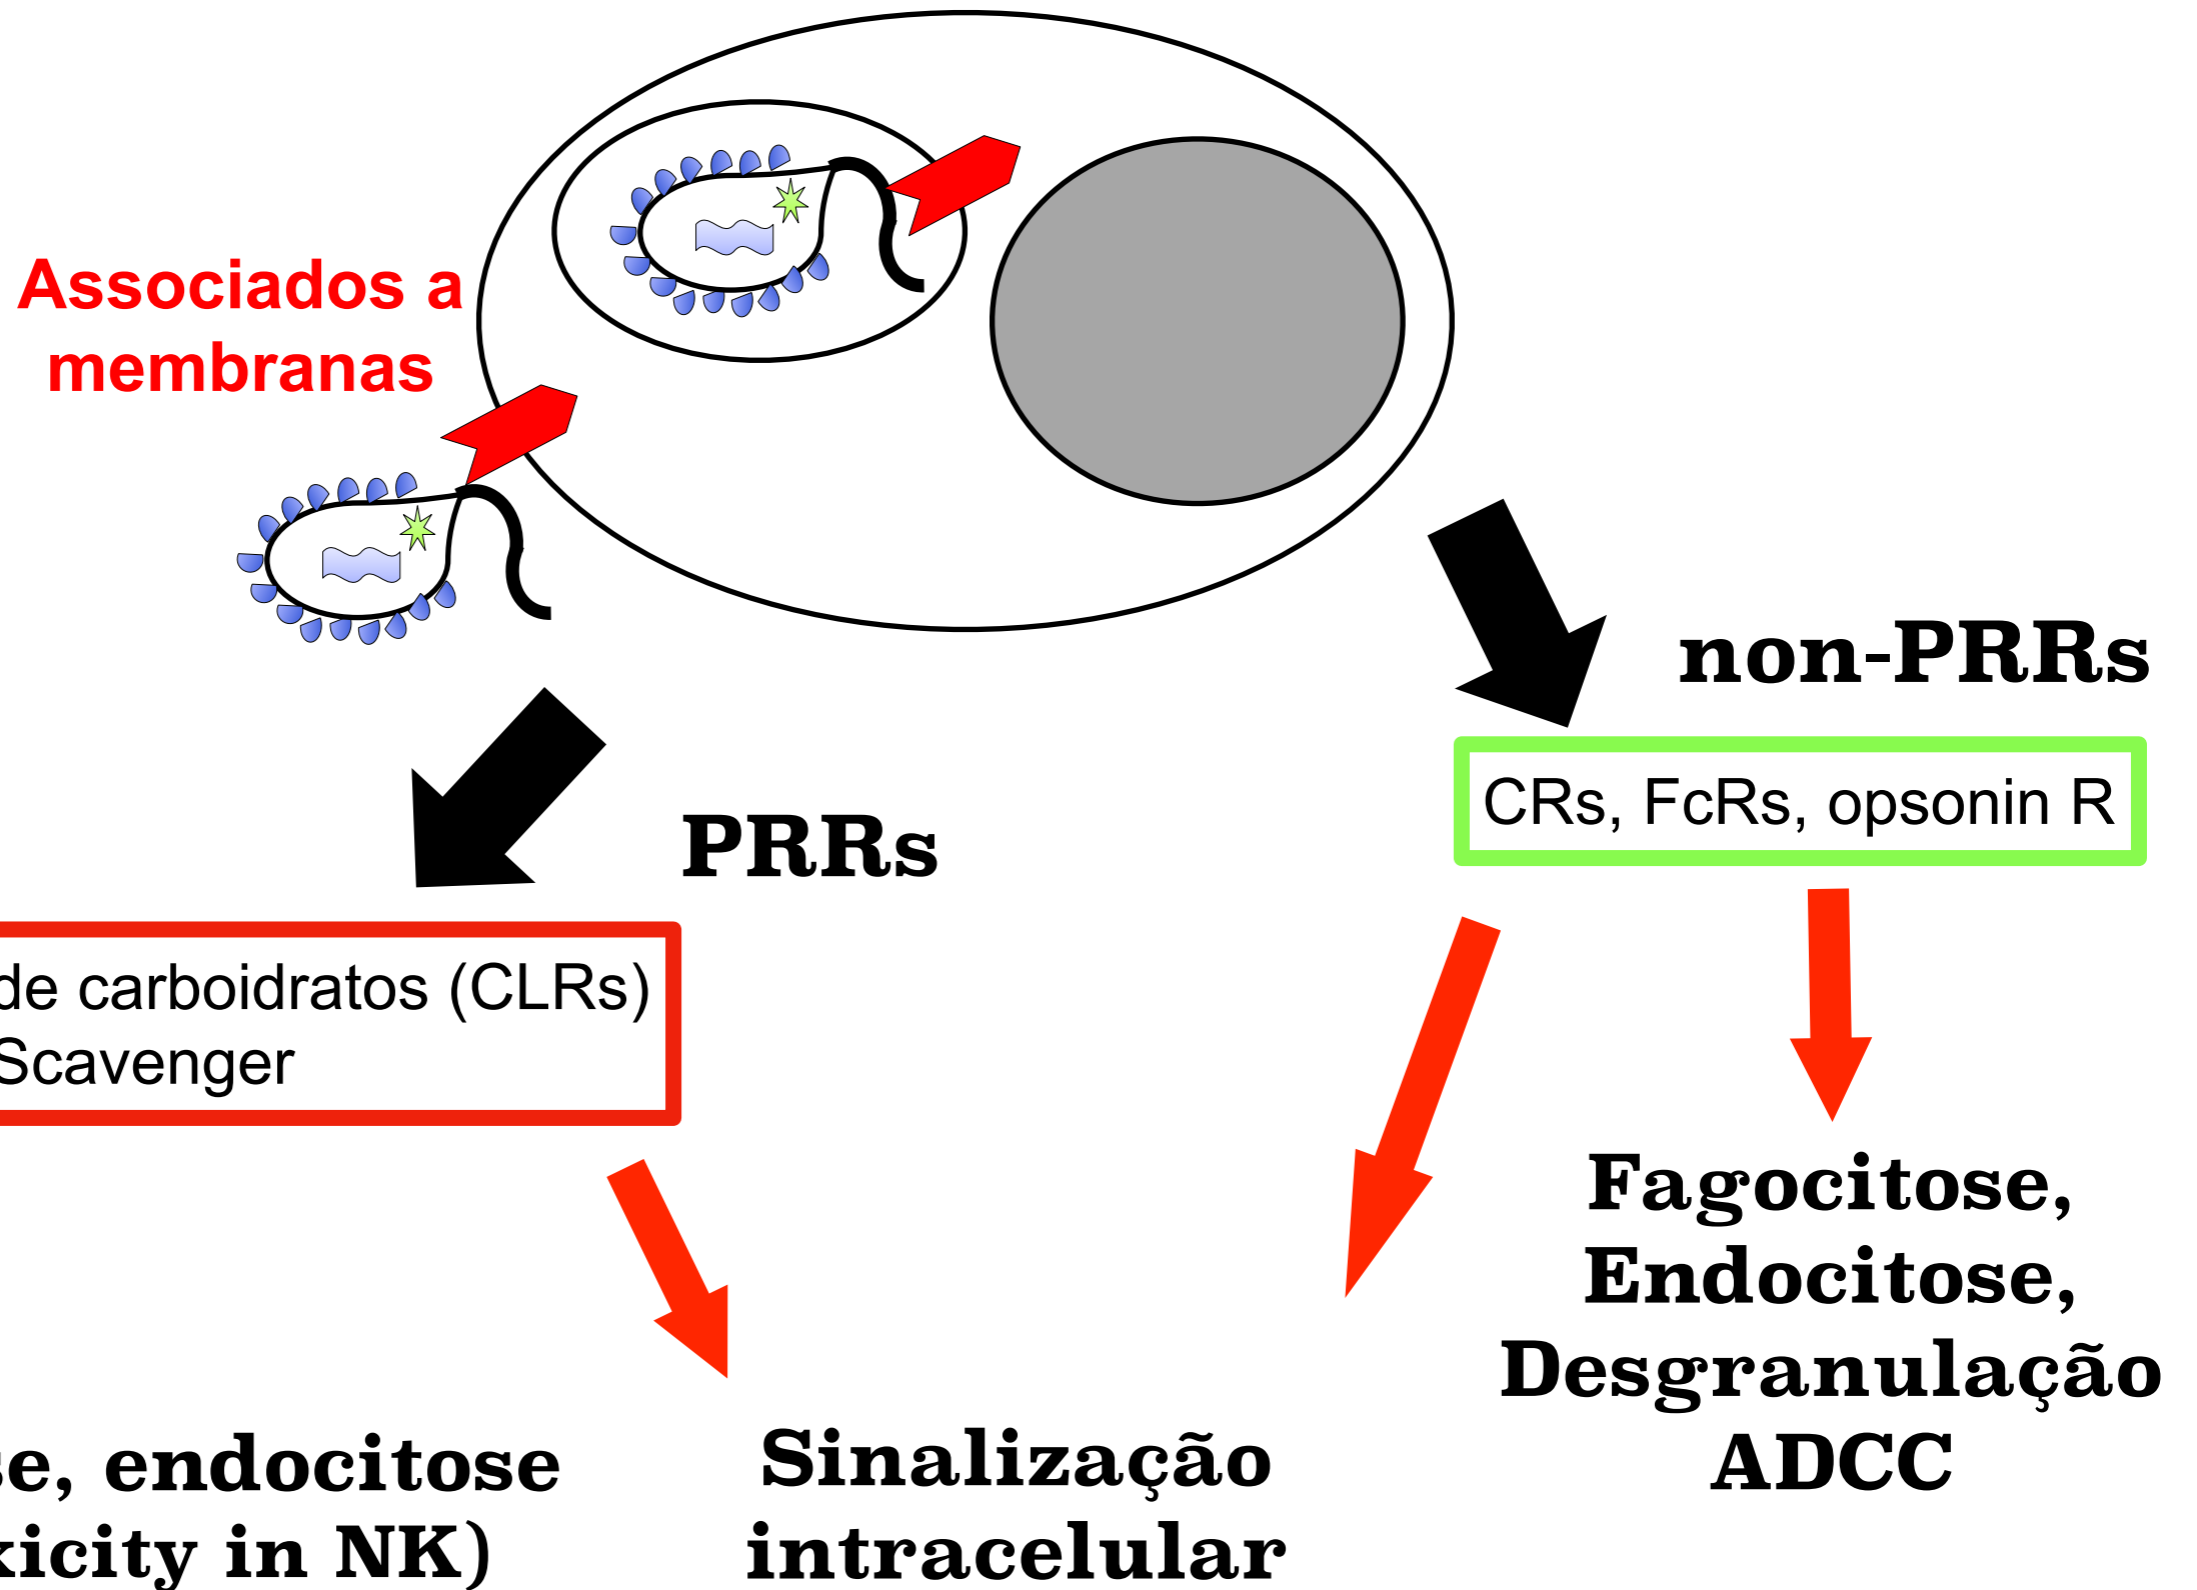 Associados a
membranas
non-PRRs
CRs, FcRs, opsonin R
PRRs
de carboidratos (CLRs)
Scavenger
Fagocitose,
Endocitose,
Desgranulação
ADCC
endocitose
in NK)
Sinalização
intracelular